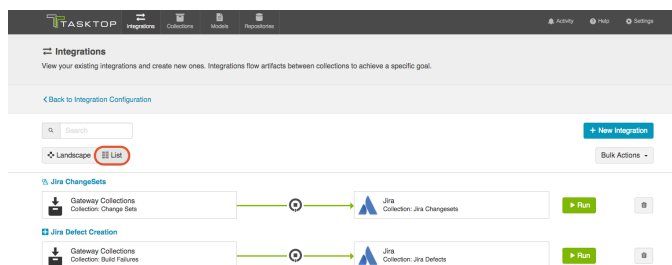 TASKTOP
Integrations
Collections
Models
Repositories
Activity
Help
Settings
Integrations
View your existing integrations and create new ones. Integrations flow artifacts between collections to achieve a specific goal.
Back to Integration Configuration
Search
+ New Integration
Landscape
List
Bulk Actions
Jira ChangeSets
Gateway Collections
Collection: Change Sets
Jira
Collection: Jira Changesets
Run
Jira Defect Creation
Gateway Collections
Collection: Build Failures
Jira
Collection: Jira Defects
Run